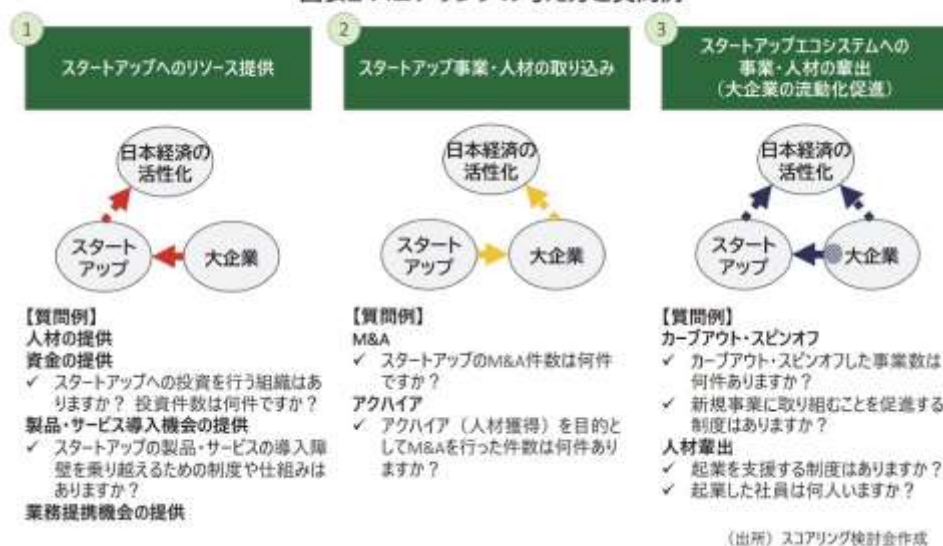 1
スタートアップへのリソース提供
日本経済の
活性化
スタート
アップ
大企業
【質問例】
人材の提供
資金の提供
✓ スタートアップへの投資を行う組織はあ
りますか？ 投資件数は何件ですか？
製品・サービス導入機会の提供
✓ スタートアップの製品・サービスの導入障
壁を乗り越えるための制度や仕組みは
ありますか？
業務提携機会の提供
2
スタートアップ事業・人材の取り込み
日本経済の
活性化
スタート
アップ
大企業
【質問例】
M&A
✓ スタートアップのM&A件数は何件
ですか？
アクハイア
✓ アクハイア（人材獲得）を目的と
してM&Aを行った件数は何件あり
ますか？
3
スタートアップエコシステムへの
事業・人材の輩出
（大企業の流動化促進）
日本経済の
活性化
スタート
アップ
大企業
【質問例】
カーブアウト・スピンオフ
✓ カーブアウト・スピンオフした事業数は
何件ありますか？
✓ 新規事業に取り組むことを促進する
制度はありますか？
人材輩出
✓ 起業を支援する制度はありますか？
✓ 起業した社員は何人いますか？
（出所）スコアリング検討会作成